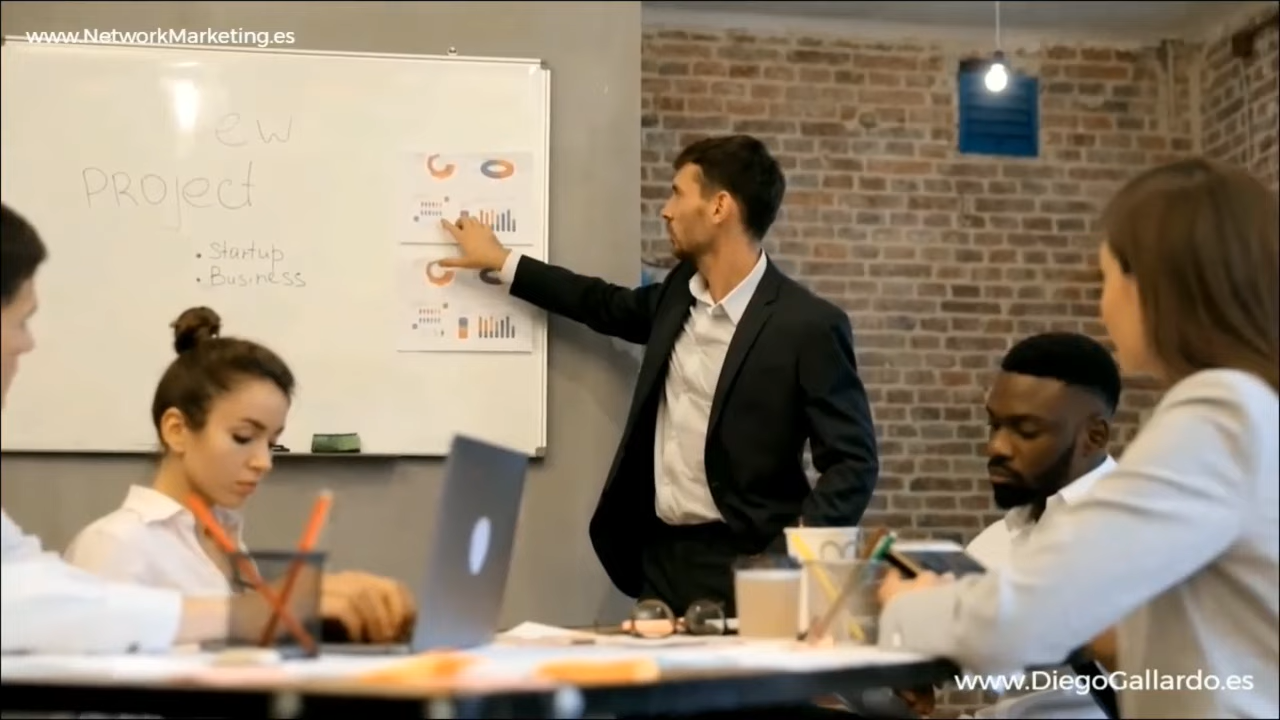 www.NetworkMarketing.es
ew
PROJECT
• Startup
• Business
www.DiegoGallardo.es